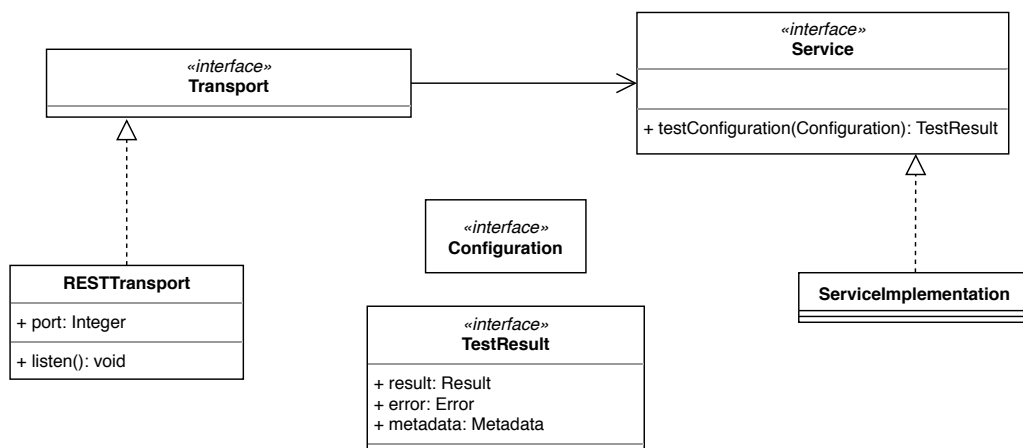 «interface»
Transport
«interface»
Service
+ testConfiguration(Configuration): TestResult
«interface»
Configuration
RESTTransport
+ port: Integer
+ listen(): void
ServiceImplementation
«interface»
TestResult
+ result: Result
+ error: Error
+ metadata: Metadata